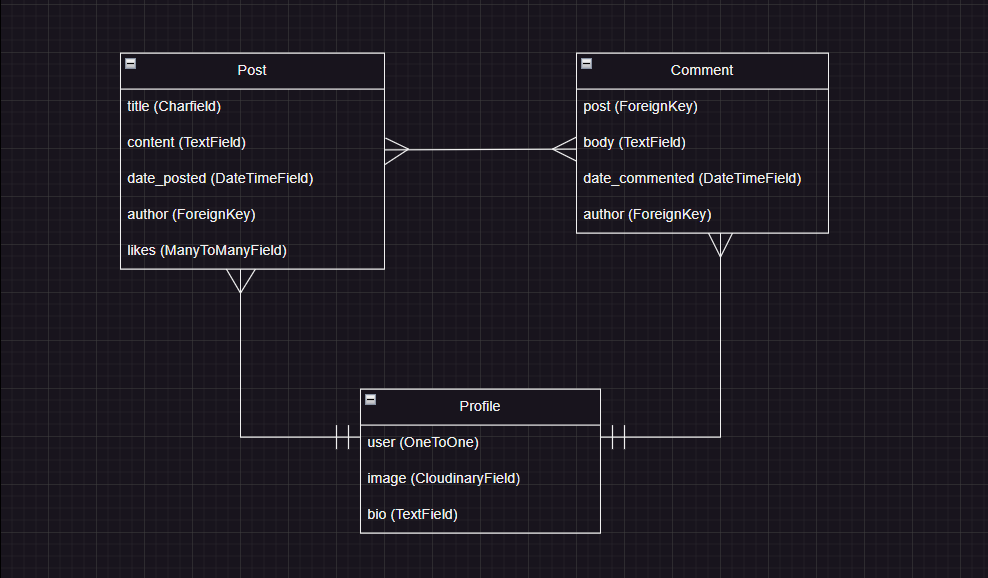 Post
title (Charfield)
content (TextField)
date_posted (DateTimeField)
author (ForeignKey)
likes (ManyToManyField)
Comment
post (ForeignKey)
body (TextField)
date_commented (DateTimeField)
author (ForeignKey)
Profile
user (OneToOne)
image (CloudinaryField)
bio (TextField)